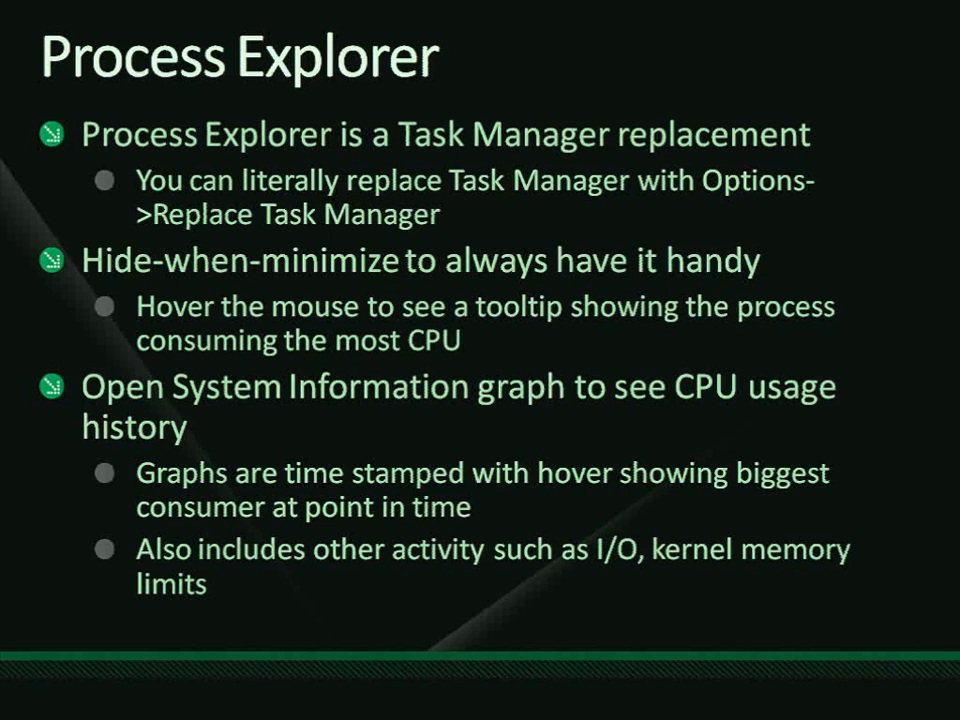 Process Explorer
Process Explorer is a Task Manager replacement
You can literally replace Task Manager with Options-
>Replace Task Manager
Hide-when-minimize to always have it handy
Hover the mouse to see a tooltip showing the process
consuming the most CPU
Open System Information graph to see CPU usage
history
Graphs are time stamped with hover showing biggest
consumer at point in time
Also includes other activity such as I/O, kernel memory
limits